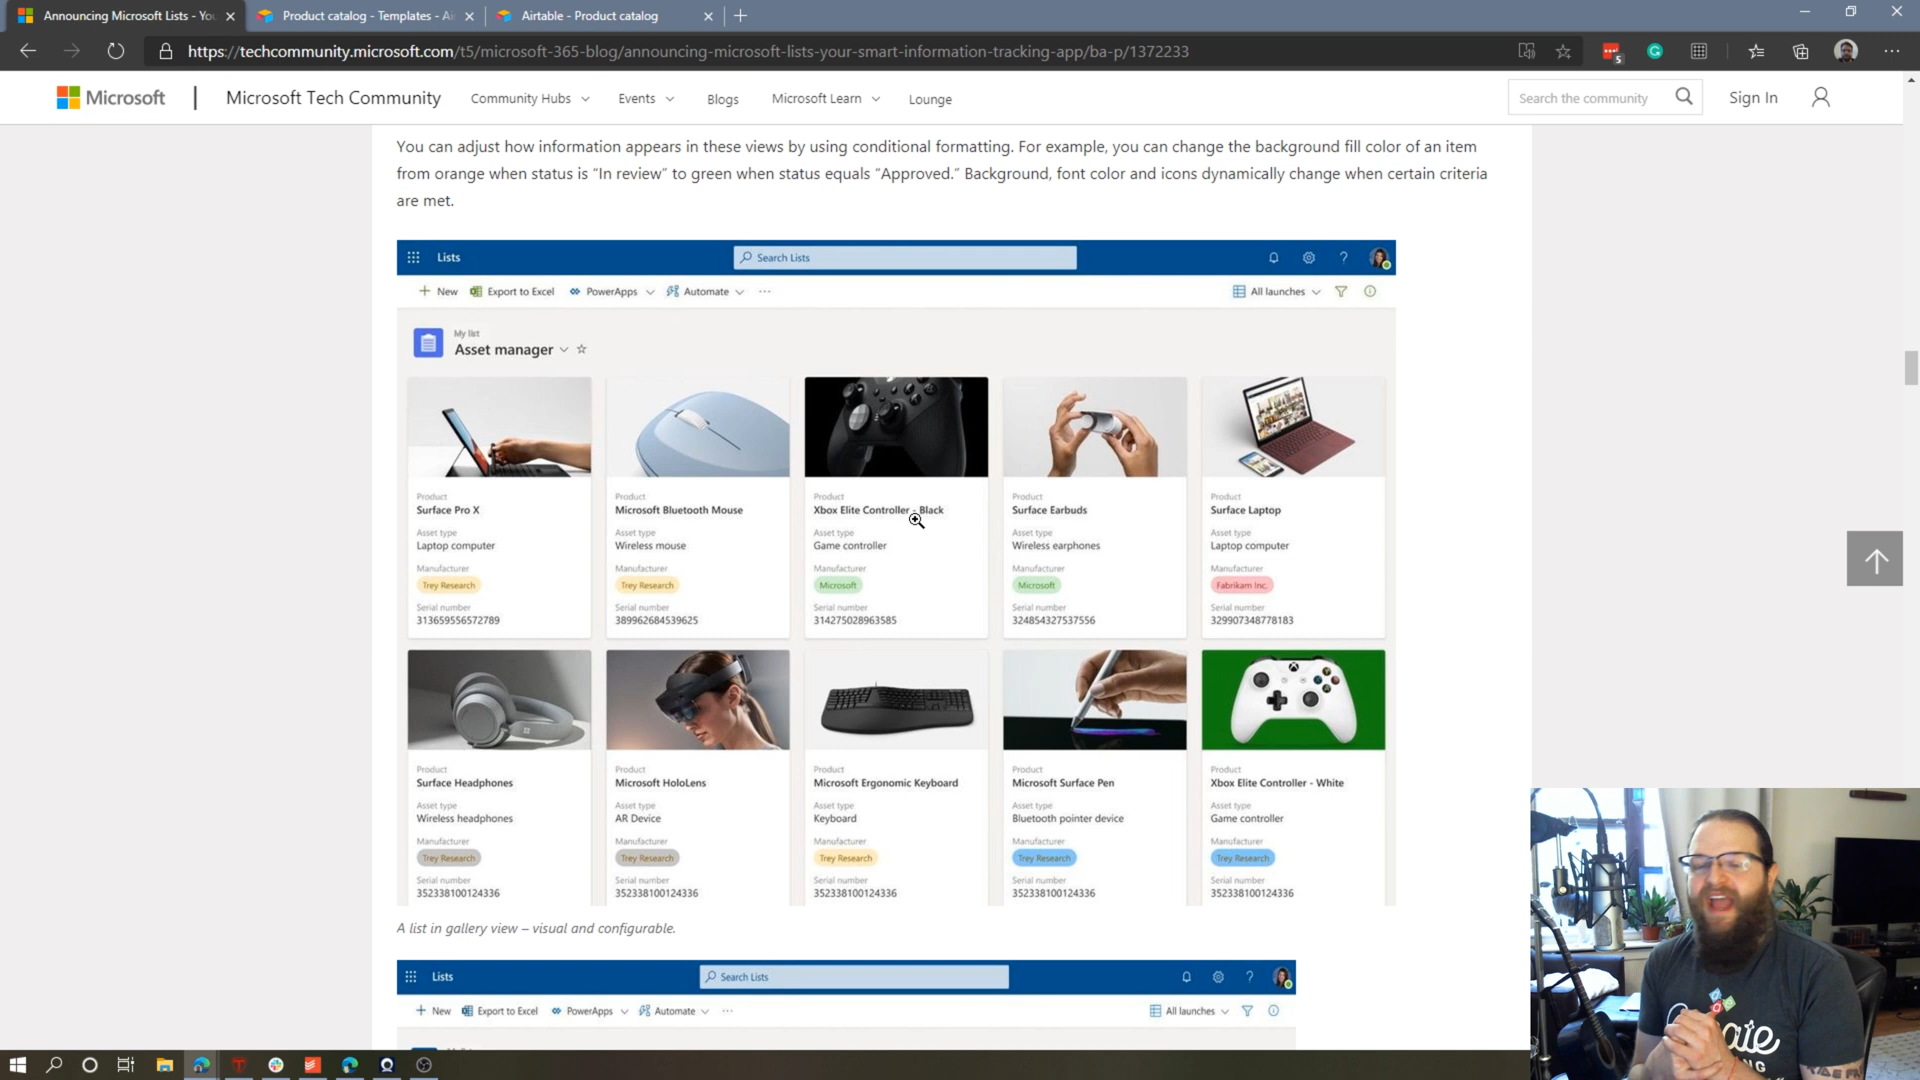 Announcing Microsoft Lists - You
Product catalog - Templates - Ai
Airtable - Product catalog
https://techcommunity.microsoft.com/t5/microsoft-365-blog/announcing-microsoft-lists-your-smart-information-tracking-app/ba-p/1372233
5
Microsoft | Microsoft Tech Community
Community Hubs
Events
Blogs
Microsoft Learn
Lounge
Search the community
Sign In
You can adjust how information appears in these views by using conditional formatting. For example, you can change the background fill color of an item
from orange when status is “In review” to green when status equals “Approved.” Background, font color and icons dynamically change when certain criteria
are met.
Lists
Search Lists
New Export to Excel PowerApps Automate ···
All launches
My list
Asset manager
Product
Surface Pro X
Asset type
Laptop computer
Manufacturer
Trey Research
Serial number
313659556572789
Product
Microsoft Bluetooth Mouse
Asset type
Wireless mouse
Manufacturer
Trey Research
Serial number
389962684539625
Product
Xbox Elite Controller - Black
Asset type
Game controller
Manufacturer
Microsoft
Serial number
314275028963585
Product
Surface Earbuds
Asset type
Wireless earphones
Manufacturer
Microsoft
Serial number
324854327537556
Product
Surface Laptop
Asset type
Laptop computer
Manufacturer
Fabrikam Inc.
Serial number
329907348778183
Product
Surface Headphones
Asset type
Wireless headphones
Manufacturer
Trey Research
Serial number
352338100124336
Product
Microsoft HoloLens
Asset type
AR Device
Manufacturer
Trey Research
Serial number
352338100124336
Product
Microsoft Ergonomic Keyboard
Asset type
Keyboard
Manufacturer
Trey Research
Serial number
352338100124336
Product
Microsoft Surface Pen
Asset type
Bluetooth pointer device
Manufacturer
Trey Research
Serial number
352338100124336
Product
Xbox Elite Controller - White
Asset type
Game controller
Manufacturer
Trey Research
Serial number
352338100124336
A list in gallery view – visual and configurable.
Lists
Search Lists
New Export to Excel PowerApps Automate ···
All launches